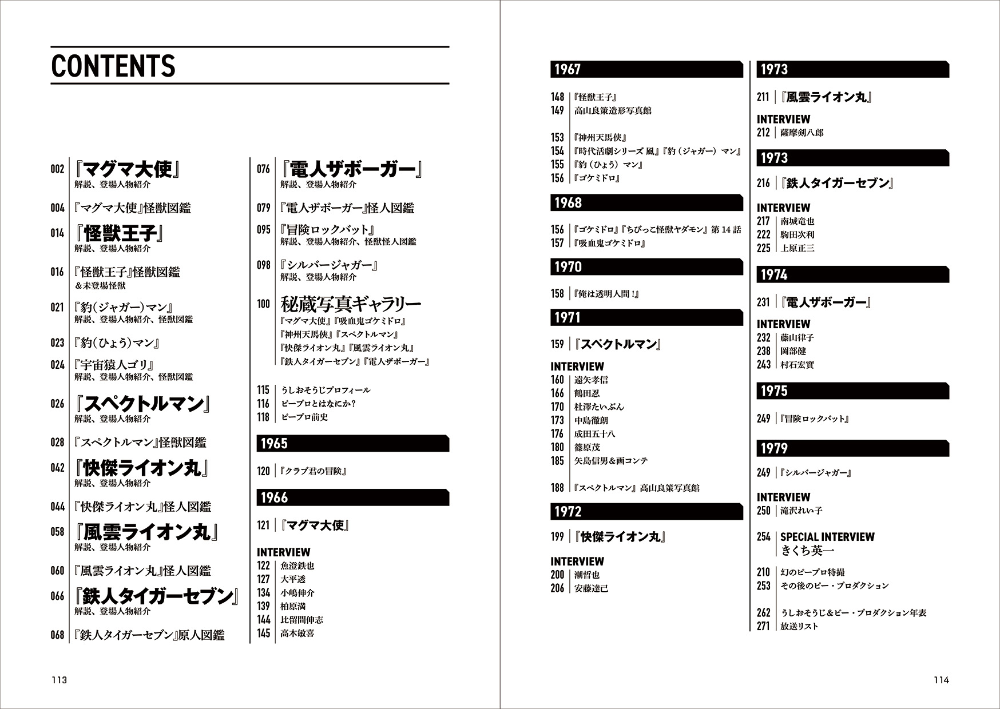 CONTENTS
002 『マグマ大使』
解説、登場人物紹介
004 『マグマ大使』怪獣図鑑
014 『怪獣王子』
解説、登場人物紹介
016 『怪獣王子』怪獣図鑑
＆未登場怪獣
021 『豹（ジャガー）マン』
解説、登場人物紹介、怪獣図鑑
023 『豹（ひょう）マン』
024 『宇宙猿人ゴリ』
解説、登場人物紹介、怪獣図鑑
026 『スペクトルマン』
解説、登場人物紹介
028 『スペクトルマン』怪獣図鑑
042 『快傑ライオン丸』
解説、登場人物紹介
044 『快傑ライオン丸』怪人図鑑
058 『風雲ライオン丸』
解説、登場人物紹介
060 『風雲ライオン丸』怪人図鑑
066 『鉄人タイガーセブン』
解説、登場人物紹介
068 『鉄人タイガーセブン』原人図鑑
076 『電人ザボーガー』
解説、登場人物紹介
079 『電人ザボーガー』怪人図鑑
095 『冒険ロックバット』
解説、登場人物紹介、怪獣怪人図鑑
098 『シルバージャガー』
解説、登場人物紹介
100 秘蔵写真ギャラリー
『マグマ大使』『吸血鬼ゴケミドロ』
『神州天馬俠』『スペクトルマン』
『快傑ライオン丸』『風雲ライオン丸』
『鉄人タイガーセブン』『電人ザボーガー』
115 うしおそうじプロフィール
116 ピープロとはなにか？
118 ピープロ前史
1965
120 『クラブ君の冒険』
1966
121 『マグマ大使』
INTERVIEW
122 魚澄鉄也
127 大平透
134 小嶋伸介
139 柏原満
144 比留間伸志
145 高木敏喜
113
1967
148 『怪獣王子』
149 高山良策造形写真館
153 『神州天馬俠』
154 『時代活劇シリーズ 風』『豹（ジャガー）マン』
155 『豹（ひょう）マン』
156 『ゴケミドロ』
1968
156 『ゴケミドロ』『ちびっこ怪獣ヤダモン』第14話
157 『吸血鬼ゴケミドロ』
1970
158 『俺は透明人間！』
1971
159 『スペクトルマン』
INTERVIEW
160 遠矢孝信
166 鶴田忍
170 杜澤たいぶん
173 中島徹朗
176 成田五十八
180 篠原茂
185 矢島信男＆画コンテ
188 『スペクトルマン』高山良策写真館
1972
199 『快傑ライオン丸』
INTERVIEW
200 潮哲也
206 安藤達己
1973
211 『風雲ライオン丸』
INTERVIEW
212 薩摩剣八郎
1973
216 『鉄人タイガーセブン』
INTERVIEW
217 南城竜也
222 駒田次利
225 上原正三
1974
231 『電人ザボーガー』
INTERVIEW
232 藤山律子
238 岡部健
243 村石宏實
1975
249 『冒険ロックバット』
1979
249 『シルバージャガー』
INTERVIEW
250 滝沢れい子
254 SPECIAL INTERVIEW
きくち英一
210 幻のピープロ特撮
253 その後のピー・プロダクション
262 うしおそうじ＆ピー・プロダクション年表
271 放送リスト
114